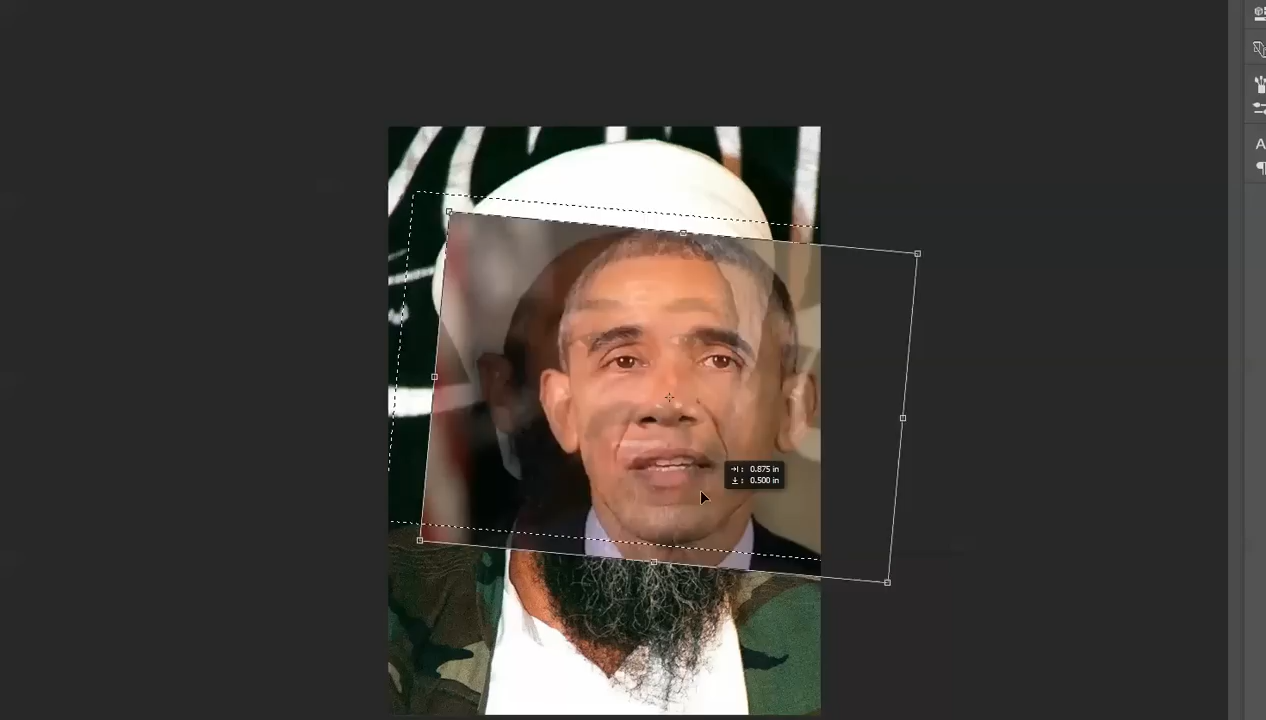 →I : 0.875 in
↓ : 0.500 in
A
¶